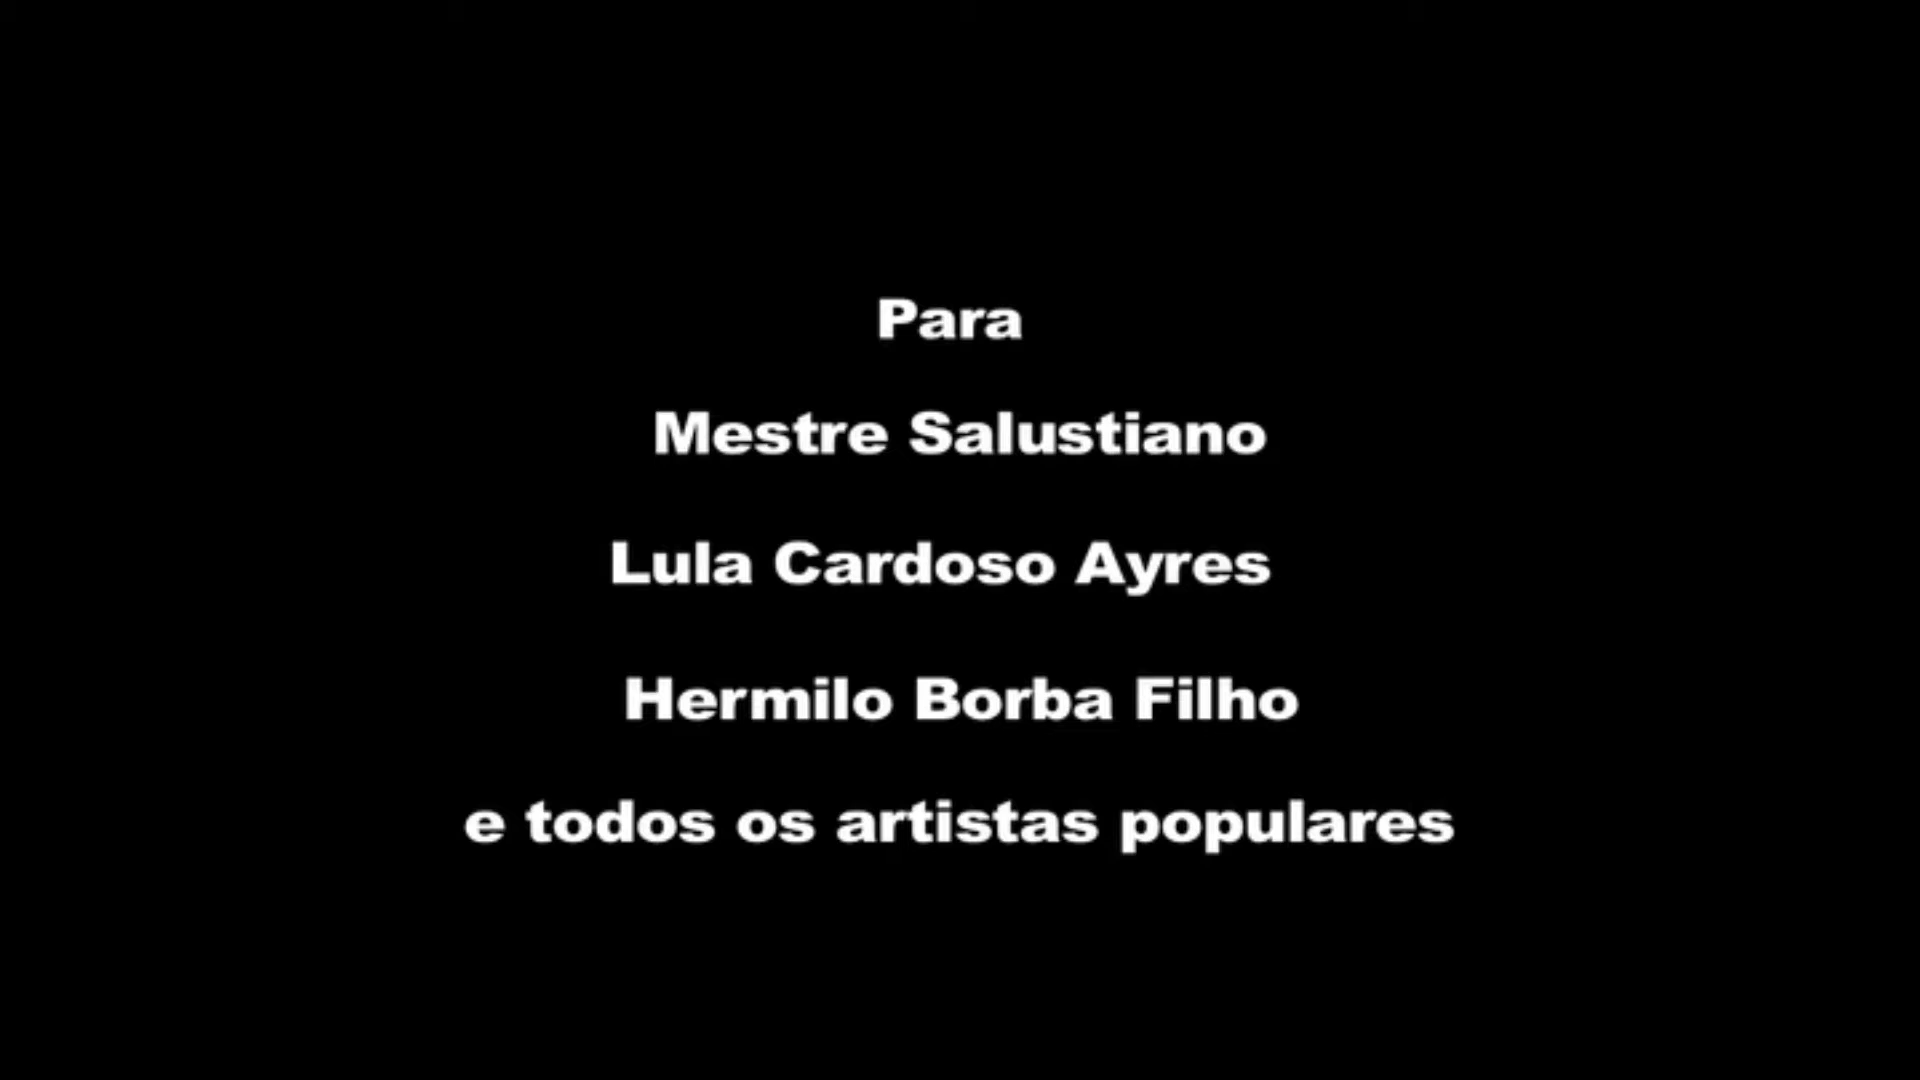 Para
Mestre Salustiano
Lula Cardoso Ayres
Hermilo Borba Filho
e todos os artistas populares